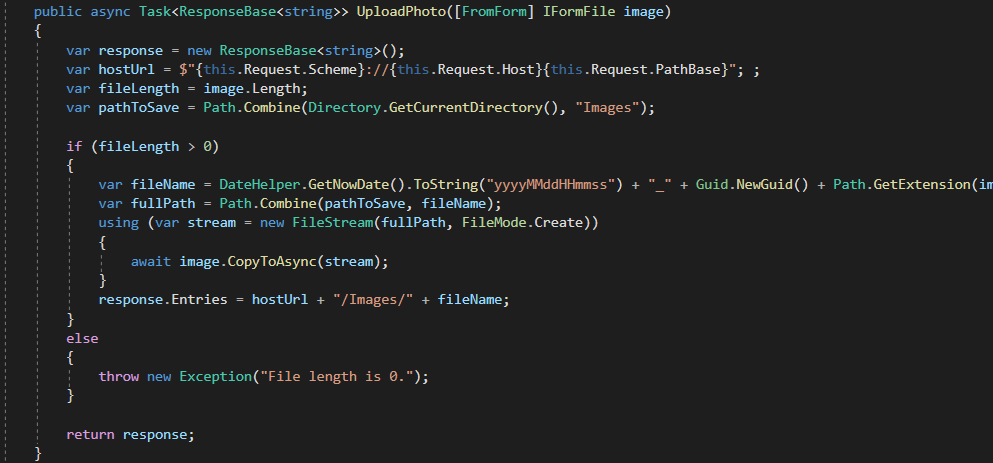 public async Task<ResponseBase<string>> UploadPhoto([FromForm] IFormFile image)
{
var response = new ResponseBase<string>();
var hostUrl = $"{this.Request.Scheme}://{this.Request.Host}{this.Request.PathBase}"; ;
var fileLength = image.Length;
var pathToSave = Path.Combine(Directory.GetCurrentDirectory(), "Images");
if (fileLength > 0)
{
var fileName = DateHelper.GetNowDate().ToString("yyyyMMddHHmmss") + "_" + Guid.NewGuid() + Path.GetExtension(im
var fullPath = Path.Combine(pathToSave, fileName);
using (var stream = new FileStream(fullPath, FileMode.Create))
{
await image.CopyToAsync(stream);
}
response.Entries = hostUrl + "/Images/" + fileName;
}
else
{
throw new Exception("File length is 0.");
}
return response;
}